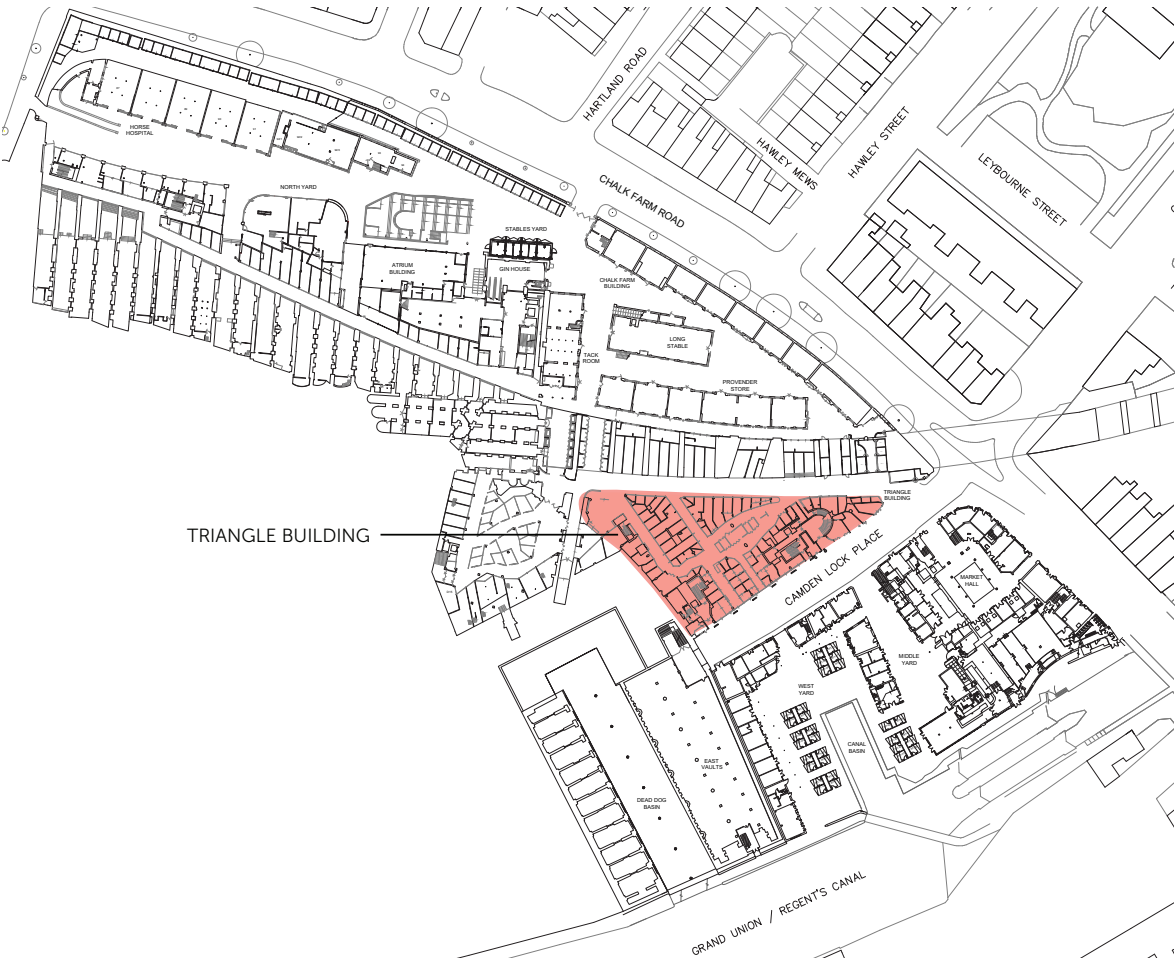 HARTLAND ROAD
HAWLEY STREET
HAWLEY MEWS
LEYBOURNE STREET
HORSE
HOSPITAL
NORTH YARD
CHALK FARM ROAD
STABLES YARD
ATRIUM
BUILDING
GIN HOUSE
CHALK FARM
BUILDING
LONG
STABLE
TACK
ROOM
PROVENDER
STORE
TRIANGLE
BUILDING
TRIANGLE BUILDING
CAMDEN LOCK PLACE
MARKET
HALL
MIDDLE
YARD
WEST
YARD
CANAL
BASIN
EAST
VAULTS
DEAD DOG
BASIN
GRAND UNION / REGENT'S CANAL